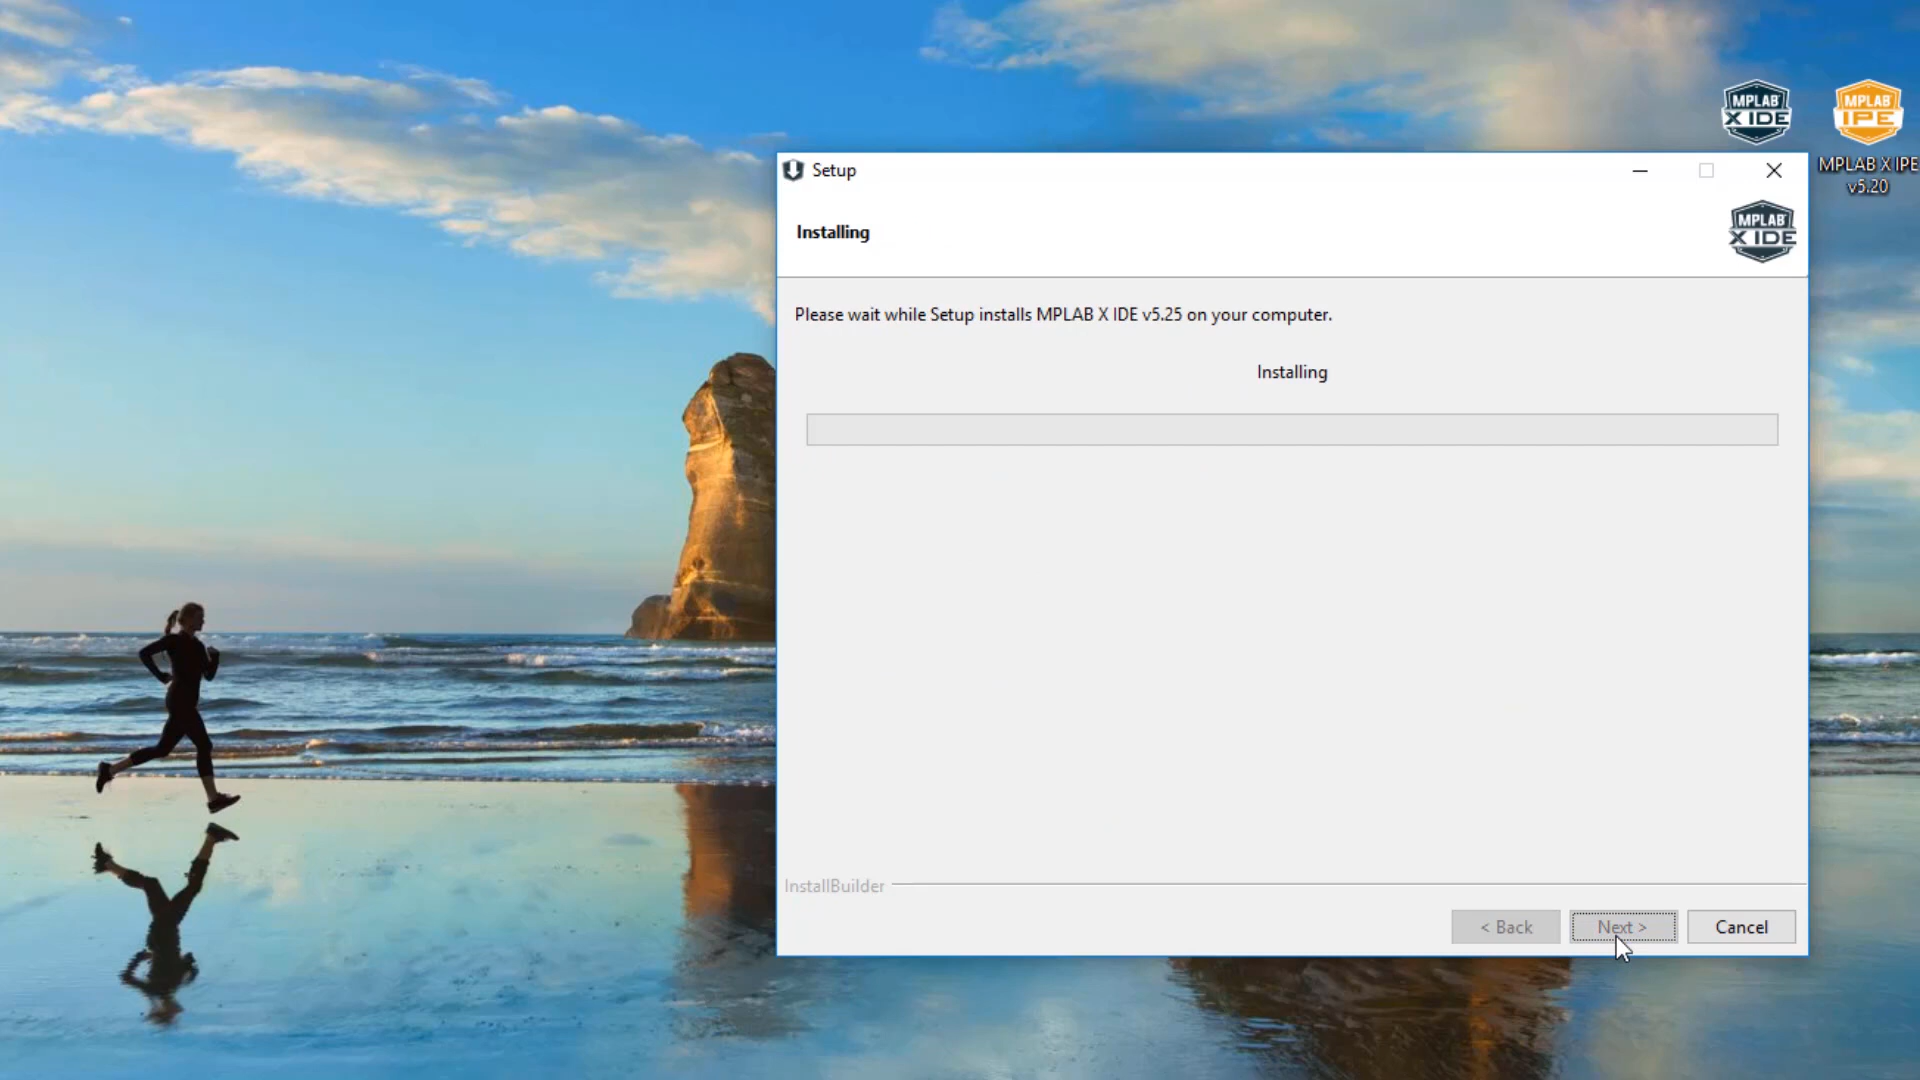 MPLAB
X IDE
MPLAB
IPE
MPLAB X IPE
v5.20
Setup
Installing
MPLAB
X IDE
Please wait while Setup installs MPLAB X IDE v5.25 on your computer.
Installing
InstallBuilder
< Back
Next >
Cancel